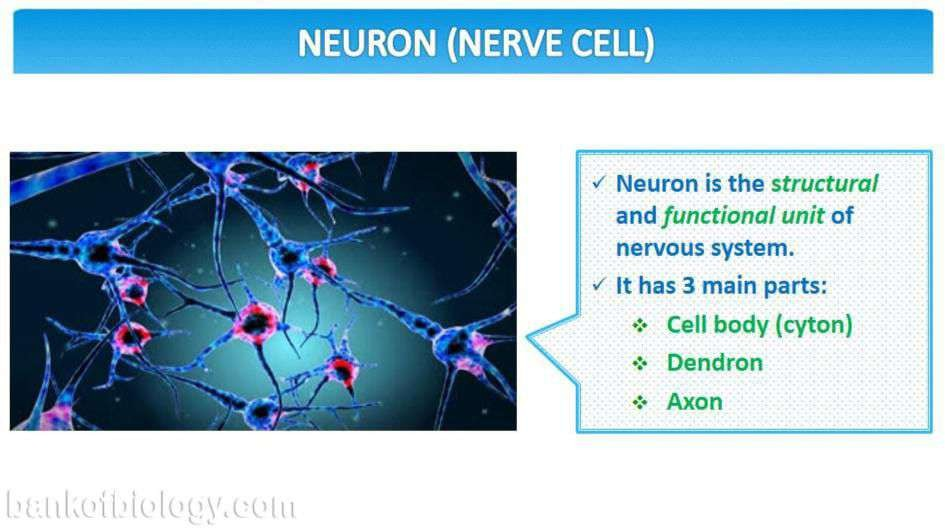 NEURON (NERVE CELL)
✓ Neuron is the structural
and functional unit of
nervous system.
✓ It has 3 main parts:
❖ Cell body (cyton)
❖ Dendron
❖ Axon
bankofbiology.com